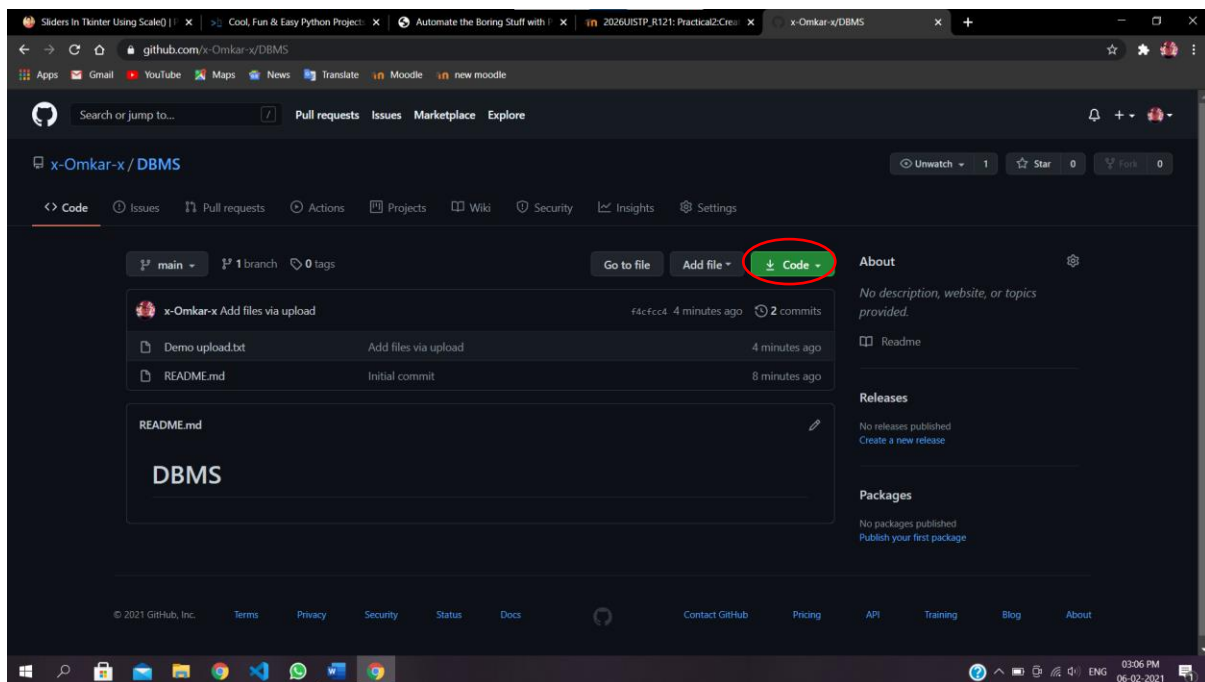 Sliders In Tkinter Using Scale() | P
Cool, Fun & Easy Python Projects
Automate the Boring Stuff with P
2026UISTP_R121: Practical2:Creat
x-Omkar-x/DBMS
github.com/x-Omkar-x/DBMS
Apps Gmail YouTube Maps News Translate Moodle new moodle
Search or jump to... / Pull requests Issues Marketplace Explore
x-Omkar-x / DBMS Unwatch 1 Star 0 Fork 0
<> Code Issues Pull requests Actions Projects Wiki Security Insights Settings
main 1 branch 0 tags Go to file Add file Code
x-Omkar-x Add files via upload f4cfcc4 4 minutes ago 2 commits
Demo upload.txt Add files via upload 4 minutes ago
README.md Initial commit 8 minutes ago
README.md
DBMS
About
No description, website, or topics
provided.
Readme
Releases
No releases published
Create a new release
Packages
No packages published
Publish your first package
© 2021 GitHub, Inc. Terms Privacy Security Status Docs Contact GitHub Pricing API Training Blog About
ENG 03:06 PM
06-02-2021